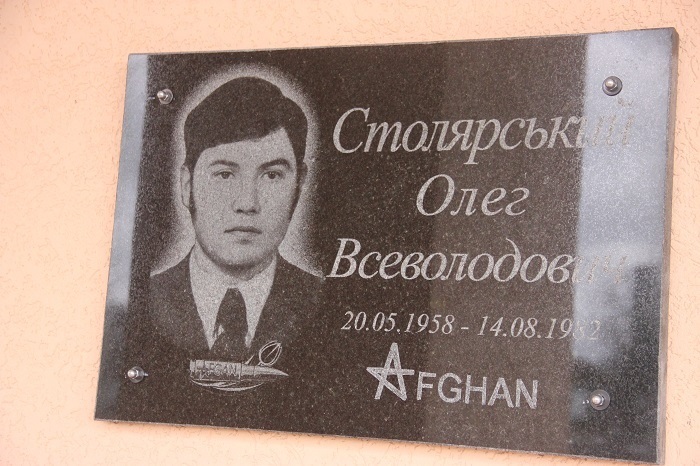 Столярський
Олег
Всеволодович
20.05.1958 - 14.08.1982
AFGHAN